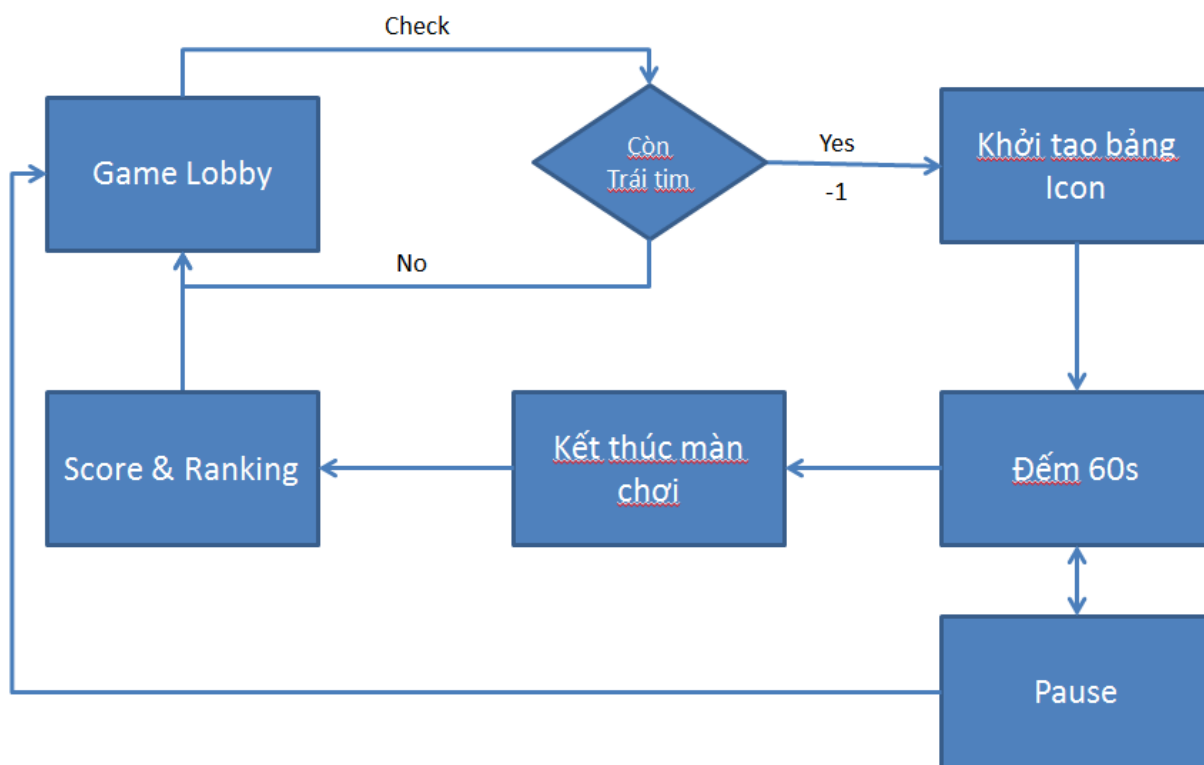 Check
Game Lobby
Còn
Trái tim
Yes
-1
Khởi tao bảng
Icon
No
Score & Ranking
Kết thúc màn
chơi
Đếm 60s
Pause